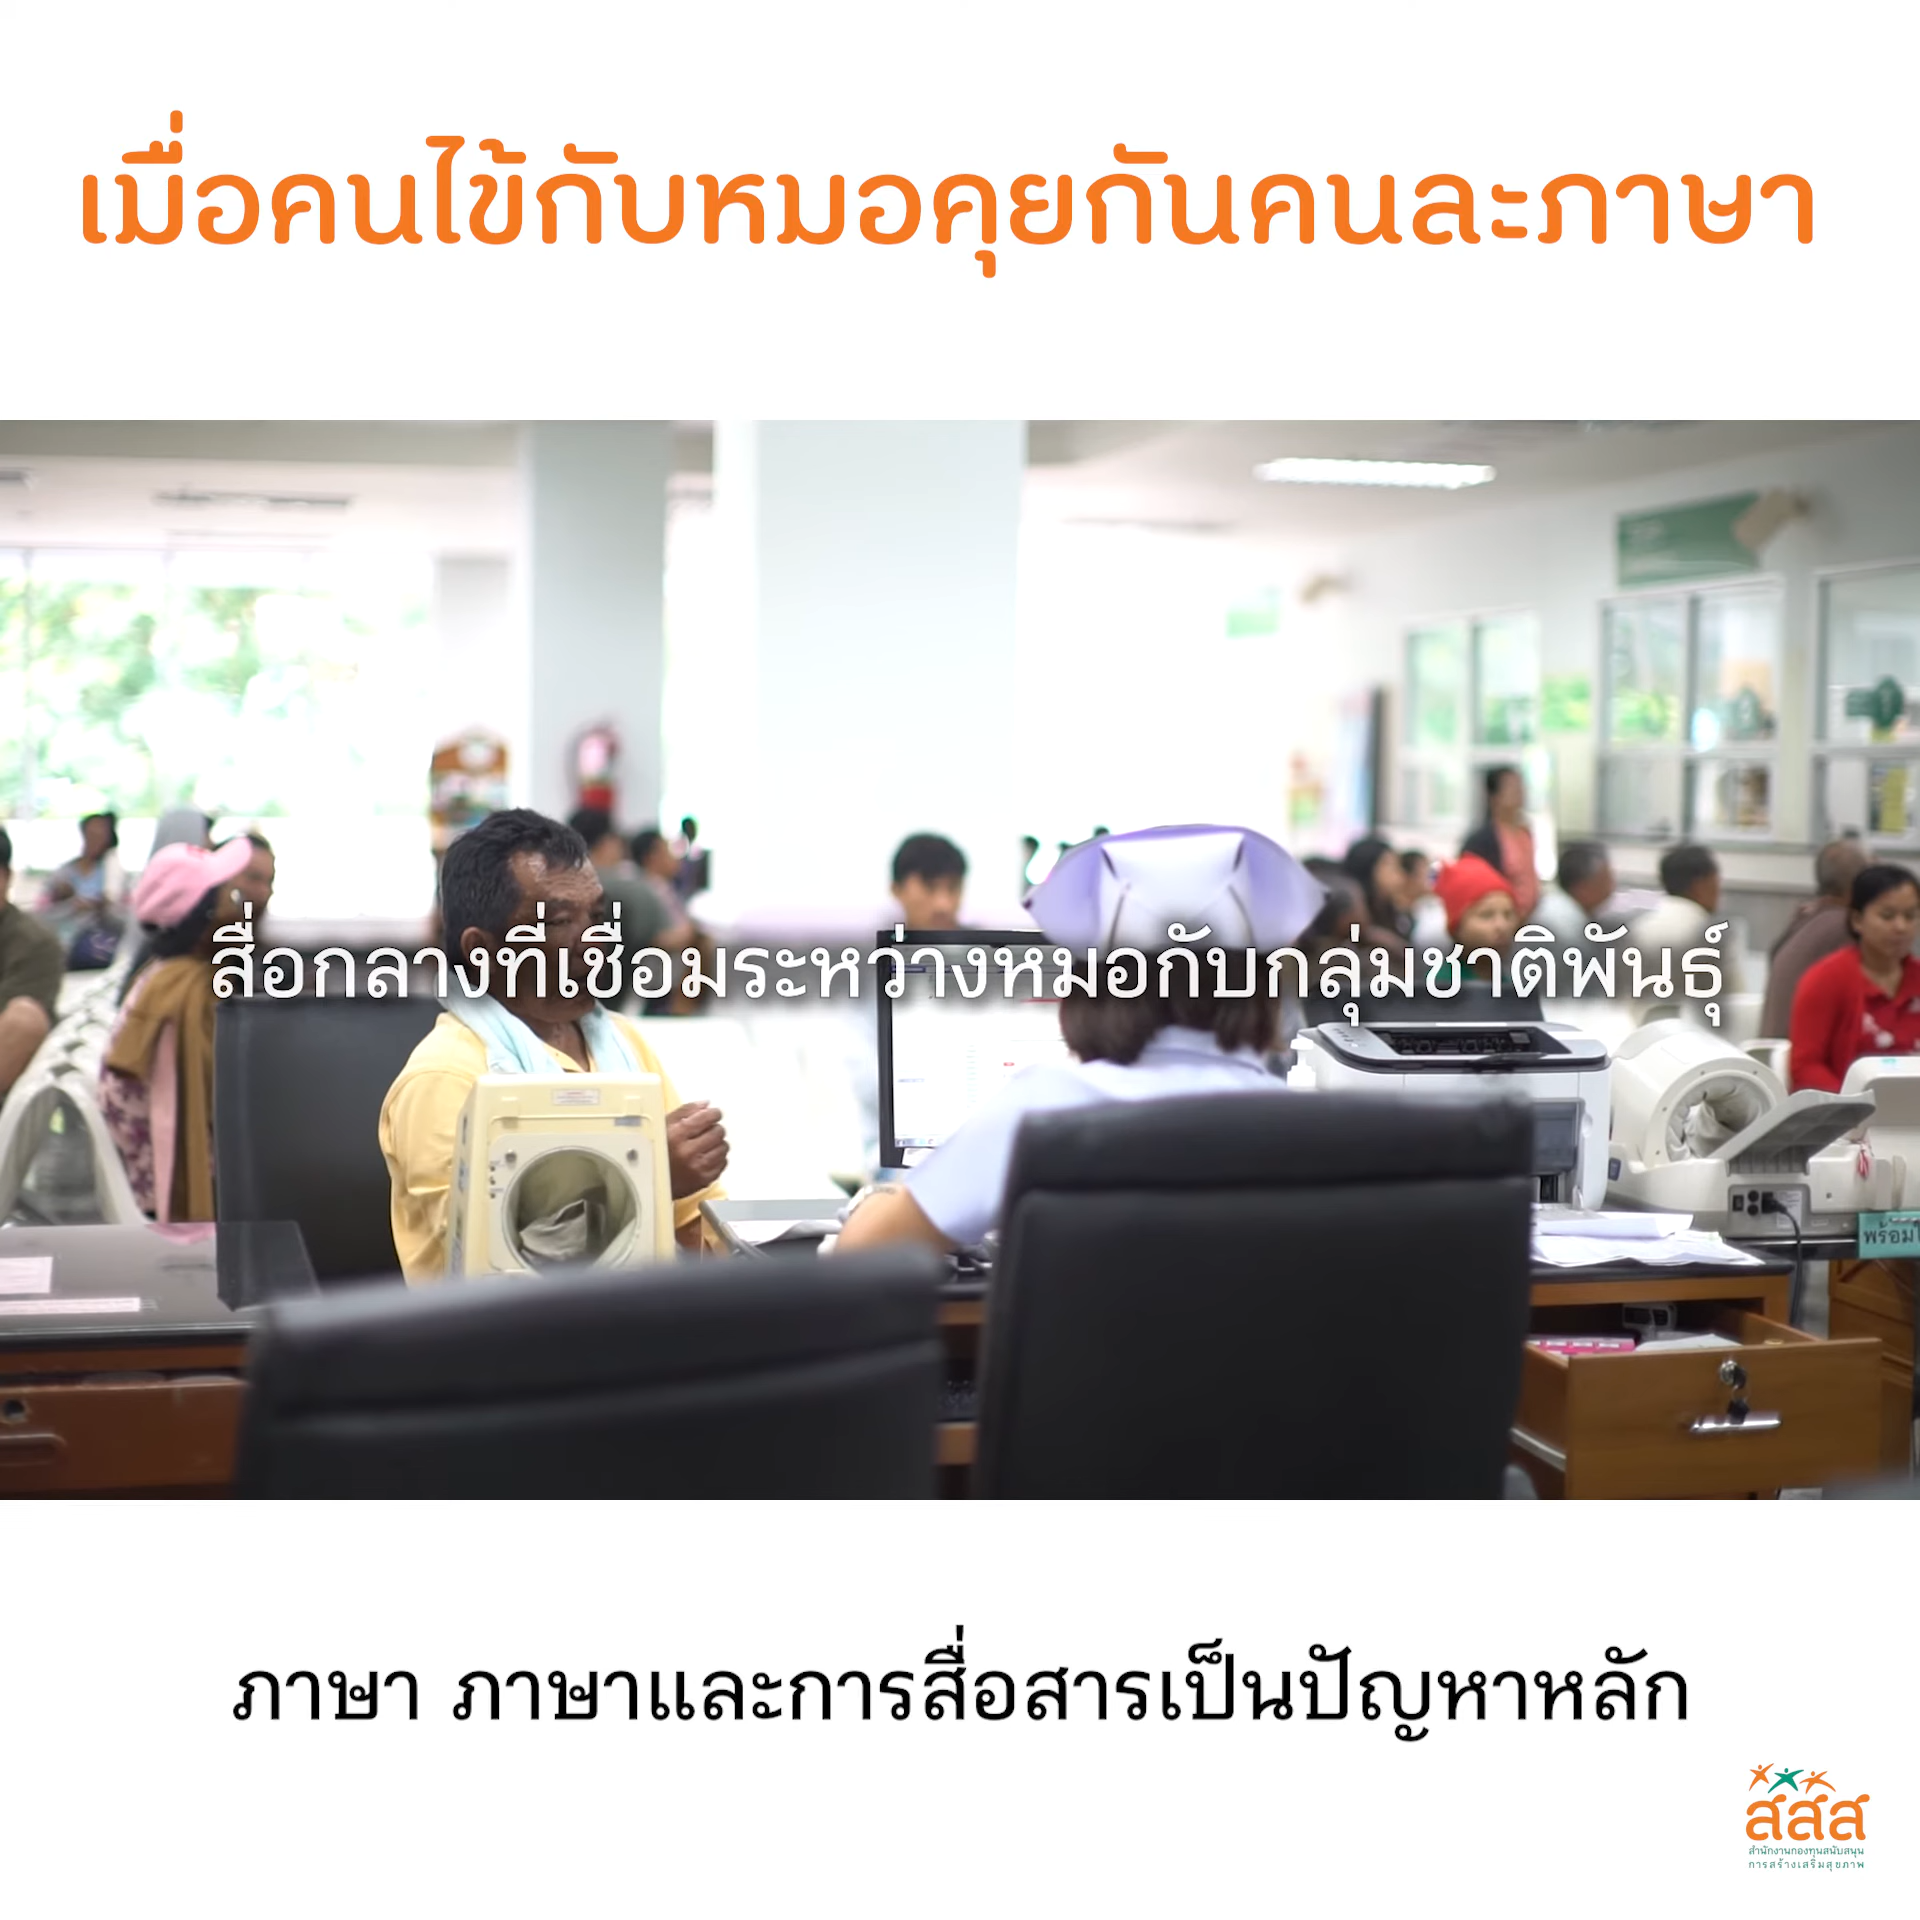 เมื่อคนไข้กับหมอคุยกันคนละภาษา
สื่อกลางที่เชื่อมระหว่างหมอกับกลุ่มชาติพันธุ์
พร้อมใ
ภาษา ภาษาและการสื่อสารเป็นปัญหาหลัก
สสส
สำนักงานกองทุนสนับสนุน
การสร้างเสริมสุขภาพ